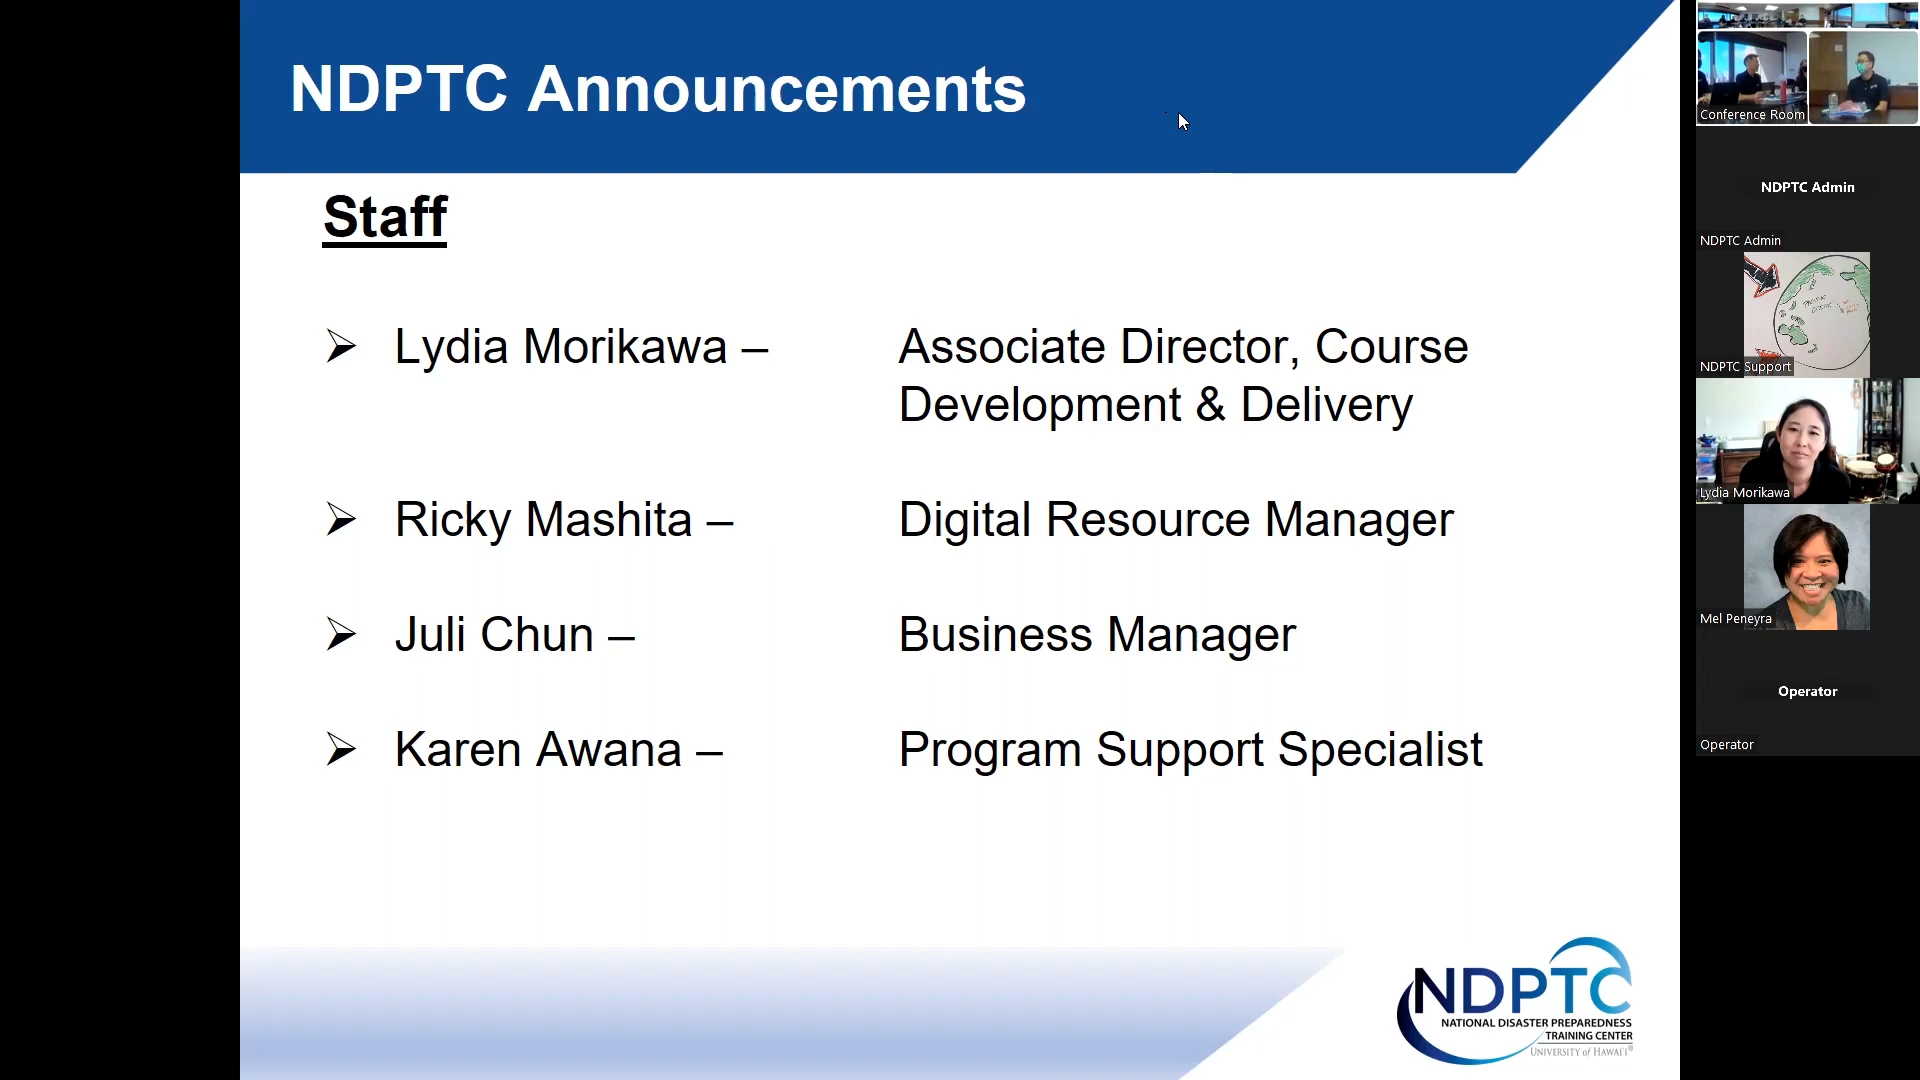 NDPTC Announcements
Staff
Lydia Morikawa – Associate Director, Course
Development & Delivery
Ricky Mashita – Digital Resource Manager
Juli Chun – Business Manager
Karen Awana – Program Support Specialist
NDPTC
NATIONAL DISASTER PREPAREDNESS
TRAINING CENTER
UNIVERSITY of HAWAI'I®
Conference Room
NDPTC Admin
NDPTC Admin
NDPTC Support
Lydia Morikawa
Mel Peneyra
Operator
Operator